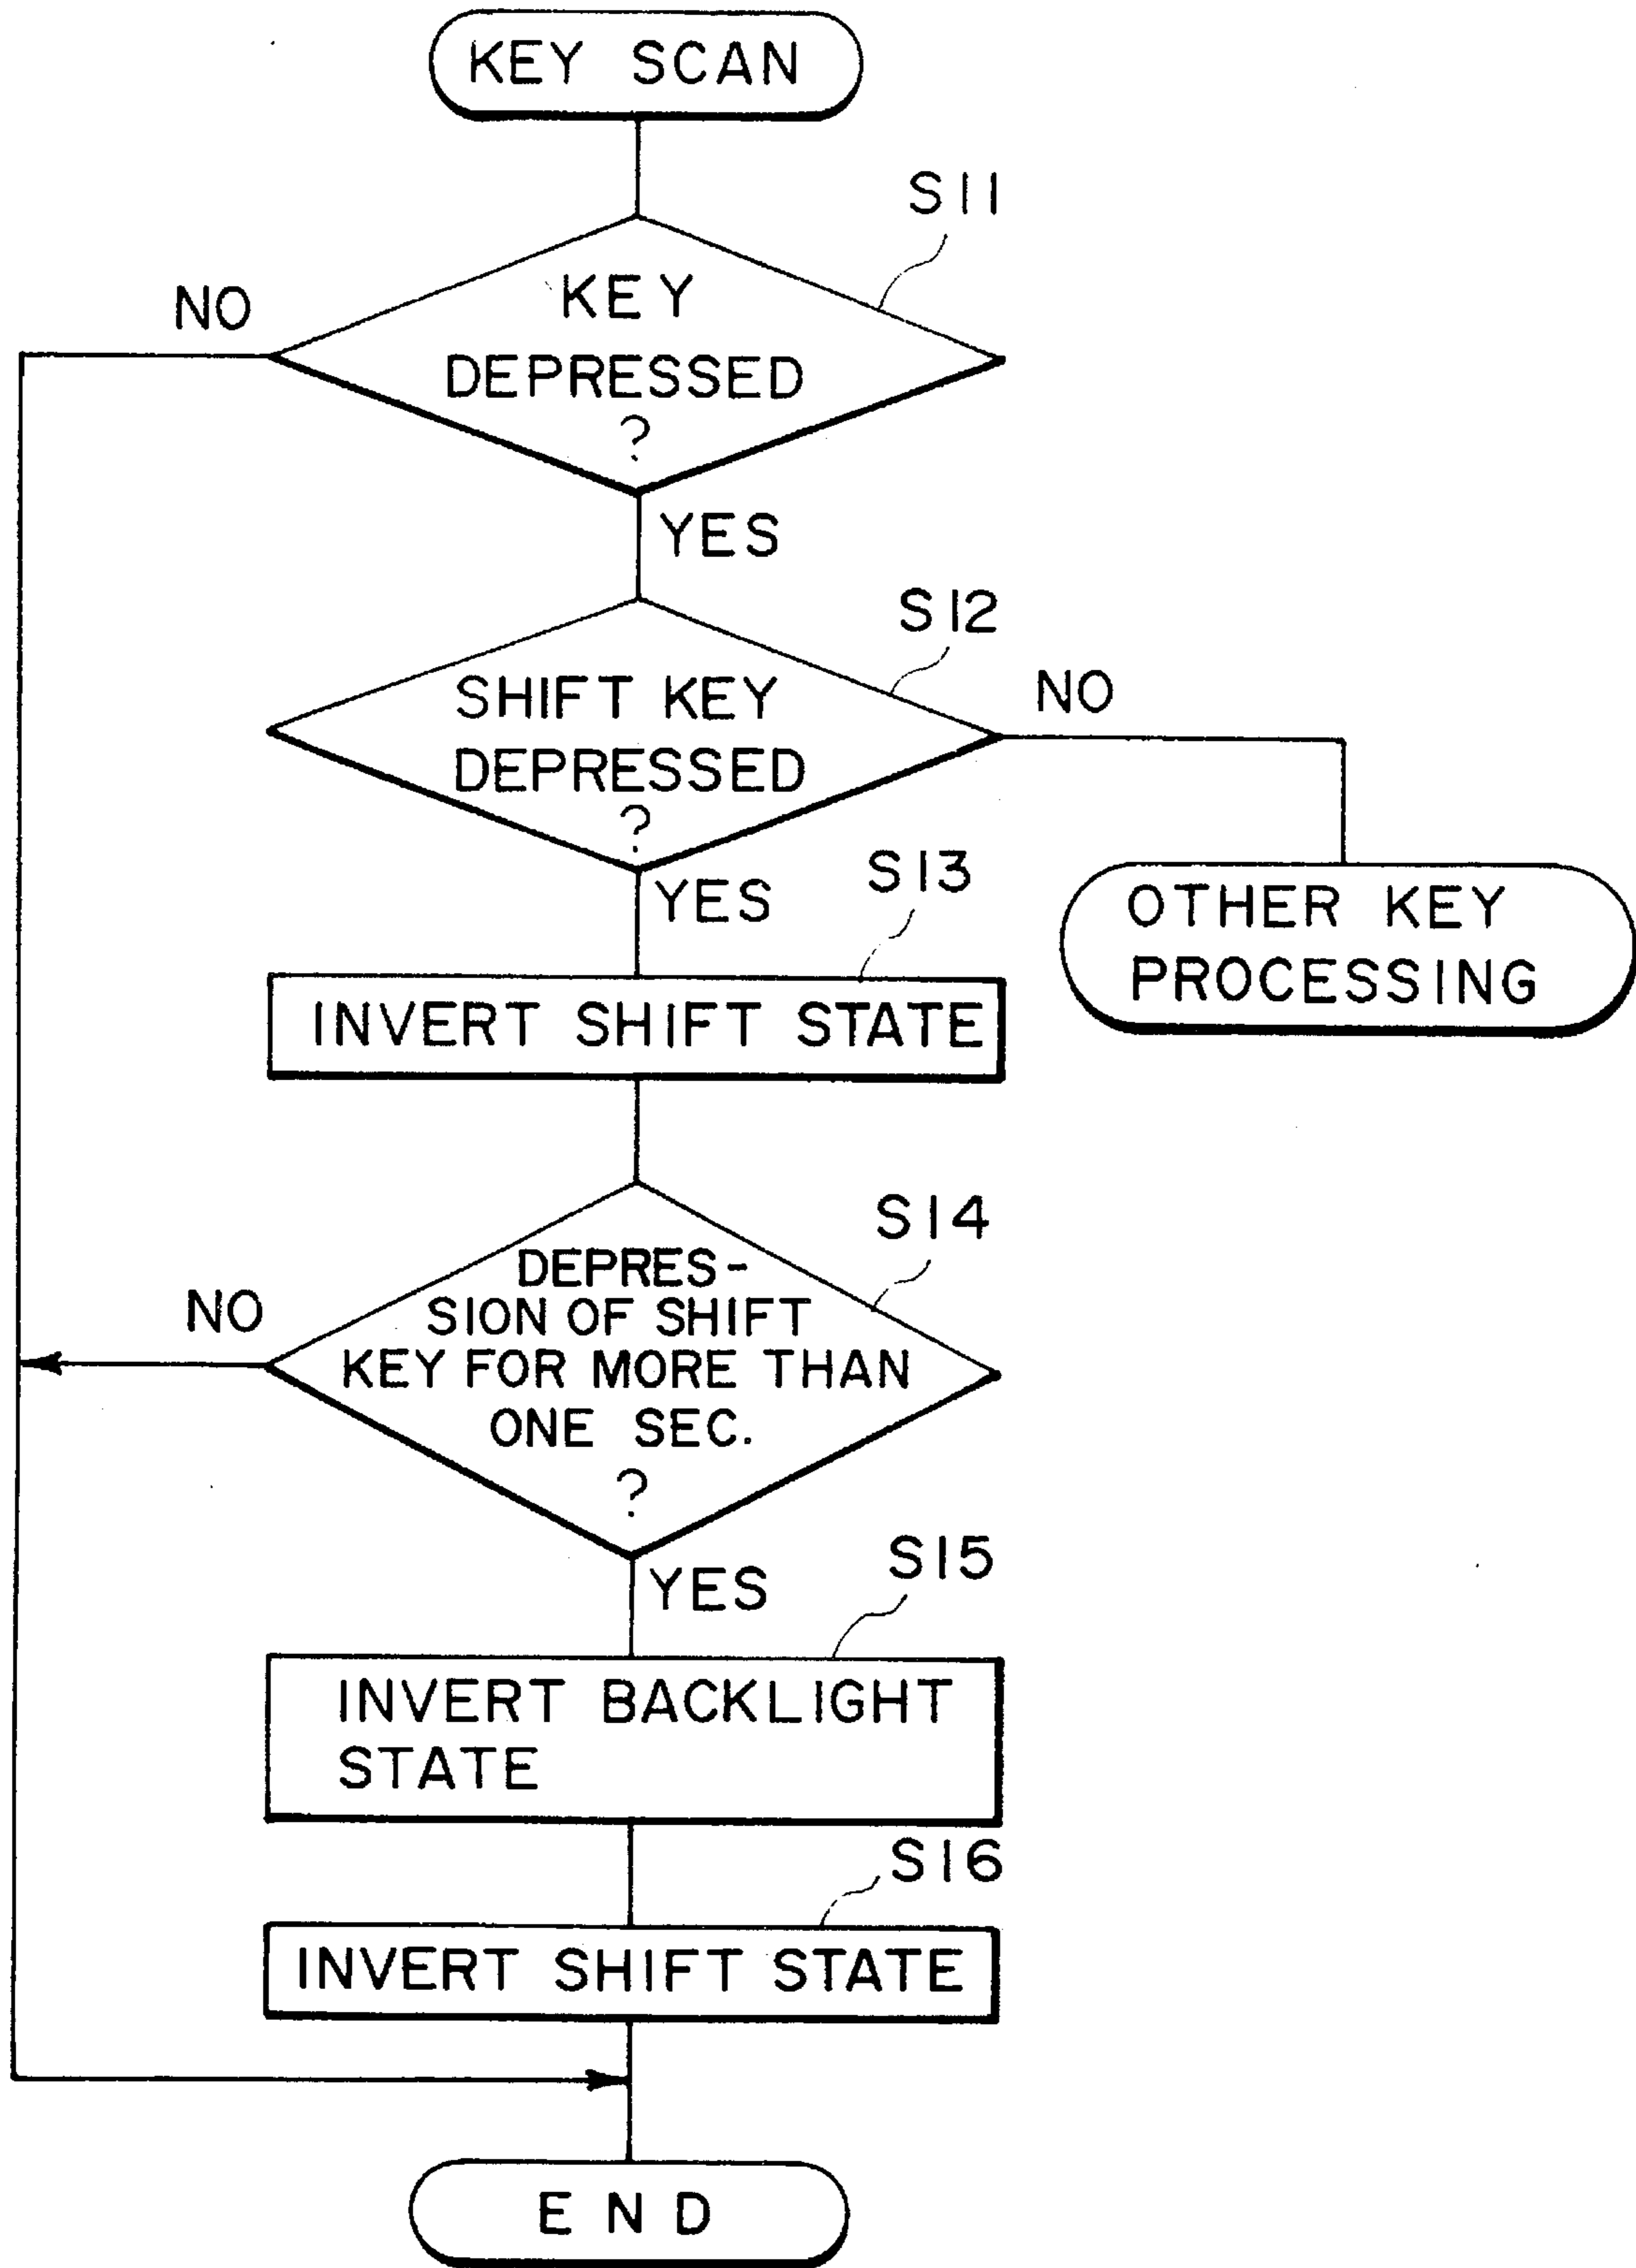 KEY SCAN
S11
NO
KEY
DEPRESSED
?
YES
S12
NO
SHIFT KEY
DEPRESSED
?
YES
S13
OTHER KEY
PROCESSING
INVERT SHIFT STATE
S14
NO
DEPRES-
SION OF SHIFT
KEY FOR MORE THAN
ONE SEC.
?
YES
S15
INVERT BACKLIGHT
STATE
S16
INVERT SHIFT STATE
END